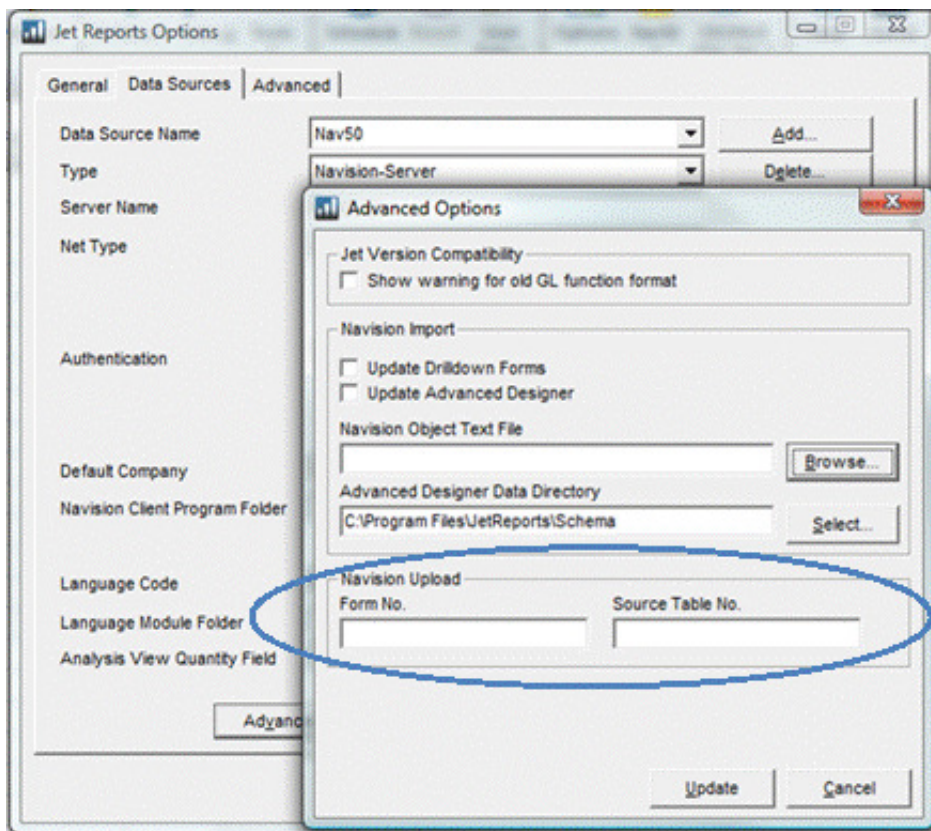 Jet Reports Options
General Data Sources Advanced
Data Source Name Nav50 Add...
Type Navision-Server Delete...
Server Name
Net Type
Authentication
Default Company
Navision Client Program Folder
Language Code
Language Module Folder
Analysis View Quantity Field
Advanc
Advanced Options
Jet Version Compatibility
Show warning for old GL function format
Navision Import
Update Drilldown Forms
Update Advanced Designer
Navision Object Text File
Browse...
Advanced Designer Data Directory
C:\Program Files\JetReports\Schema Select...
Navision Upload
Form No. Source Table No.
Update Cancel